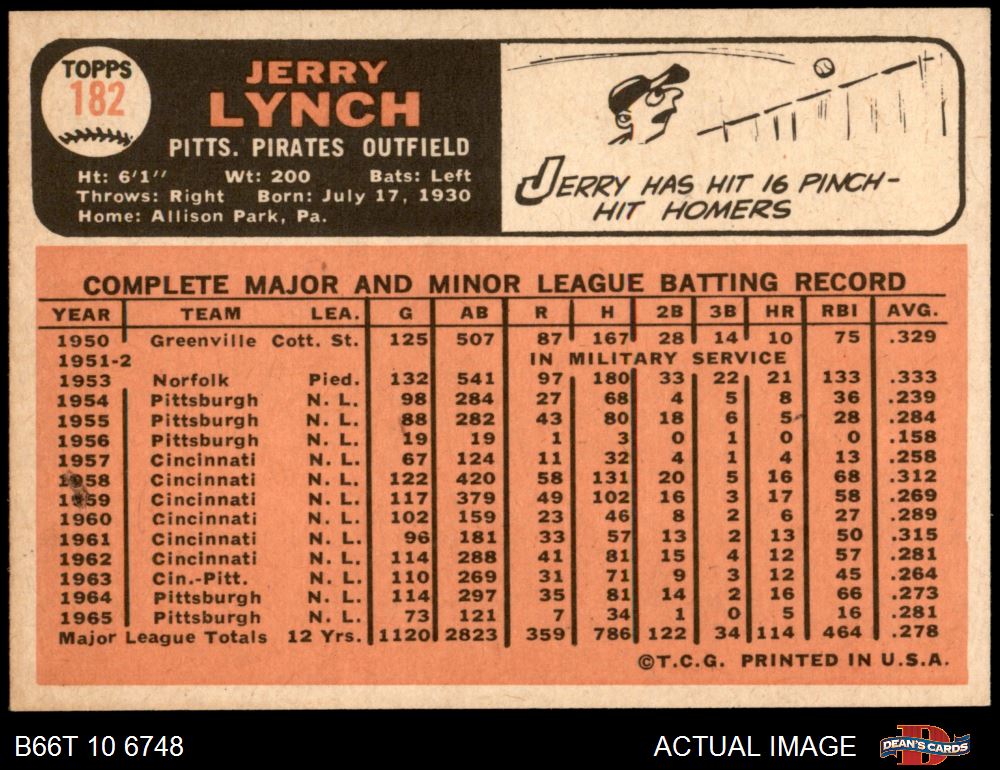 TOPPS
182
JERRY
LYNCH
PITTS. PIRATES OUTFIELD
Ht: 6'1'' Wt: 200 Bats: Left
Throws: Right Born: July 17, 1930
Home: Allison Park, Pa.
JERRY HAS HIT 16 PINCH-
HIT HOMERS
COMPLETE MAJOR AND MINOR LEAGUE BATTING RECORD
YEAR TEAM LEA. G AB R H 2B 3B HR RBI AVG.
1950 Greenville Cott. St. 125 507 87 167 28 14 10 75 .329
1951-2 IN MILITARY SERVICE
1953 Norfolk Pied. 132 541 97 180 33 22 21 133 .333
1954 Pittsburgh N. L. 98 284 27 68 4 5 8 36 .239
1955 Pittsburgh N. L. 88 282 43 80 18 6 5 28 .284
1956 Pittsburgh N. L. 19 19 1 3 0 1 0 0 .158
1957 Cincinnati N. L. 67 124 11 32 4 1 4 13 .258
1958 Cincinnati N. L. 122 420 58 131 20 5 16 68 .312
1959 Cincinnati N. L. 117 379 49 102 16 3 17 58 .269
1960 Cincinnati N. L. 102 159 23 46 8 2 6 27 .289
1961 Cincinnati N. L. 96 181 33 57 13 2 13 50 .315
1962 Cincinnati N. L. 114 288 41 81 15 4 12 57 .281
1963 Cin.-Pitt. N. L. 110 269 31 71 9 3 12 45 .264
1964 Pittsburgh N. L. 114 297 35 81 14 2 16 66 .273
1965 Pittsburgh N. L. 73 121 7 34 1 0 5 16 .281
Major League Totals 12 Yrs. 1120 2823 359 786 122 34 114 464 .278
©T.C.G. PRINTED IN U.S.A.
B66T 10 6748 ACTUAL IMAGE D DEAN'S CARDS